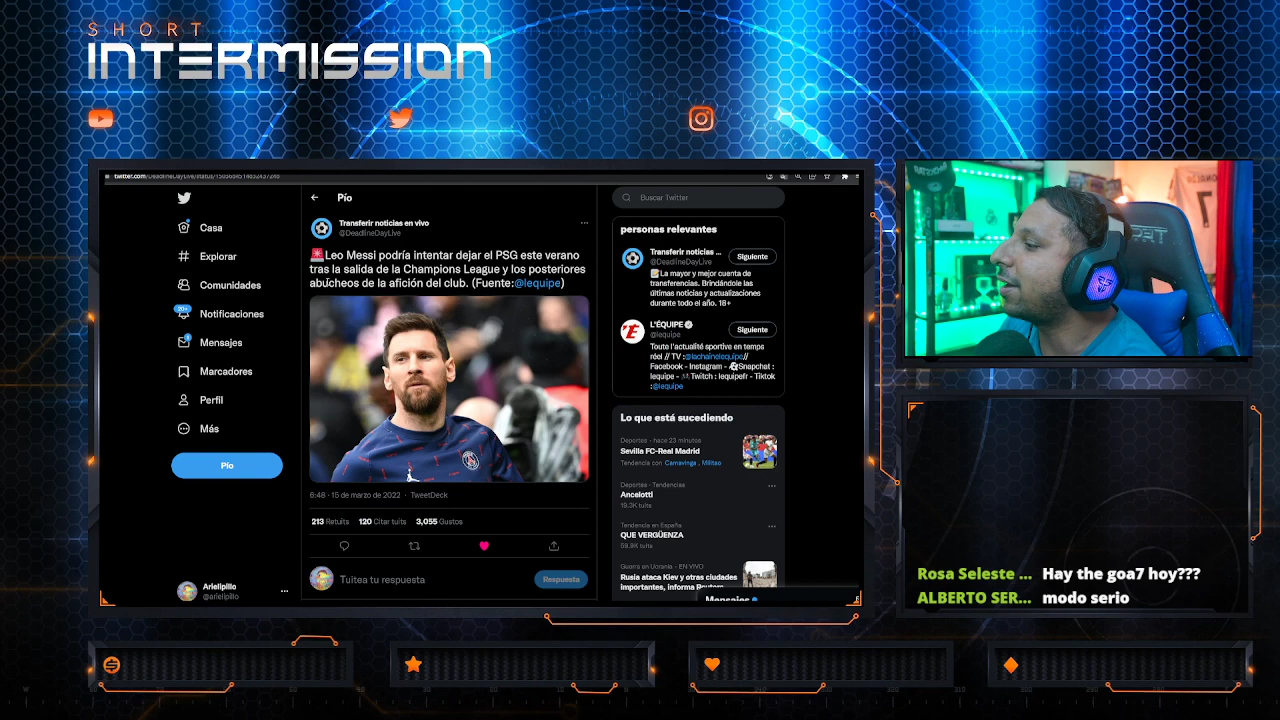 SHORT
INTERMISSION
Pío
Buscar Twitter
Casa
Explorar
Comunidades
20+
Notificaciones
Mensajes
Marcadores
Perfil
Más
Pío
Arielipillo
@arielipillo
Transferir noticias en vivo
@DeadlineDayLive
Leo Messi podría intentar dejar el PSG este verano
tras la salida de la Champions League y los posteriores
abucheos de la afición del club. (Fuente:@lequipe)
6:48 · 15 de marzo de 2022 · TweetDeck
213 Retuits 120 Citar tuits 3,055 Gustos
Tuitea tu respuesta
Respuesta
personas relevantes
Transferir noticias ...
@DeadlineDayLive
Siguiente
La mayor y mejor cuenta de
transferencias. Brindándole las
últimas noticias y actualizaciones
durante todo el año. 18+
L'ÉQUIPE
@lequipe
Siguiente
Toute l'actualité sportive en temps
réel // TV :@lachainelequipe//
Facebook - Instagram - Snapchat :
lequipe - Twitch : lequipefr - Tiktok
:@lequipe
Lo que está sucediendo
Deportes · hace 23 minutos
Sevilla FC-Real Madrid
Tendencia con Camavinga, Militao
Deportes · Tendencias
Ancelotti
Tendencia en España
QUE VERGÜENZA
Guerra en Ucrania · EN VIVO
Rusia ataca Kiev y otras ciudades
importantes, informa
Mensajes
Rosa Seleste ... Hay the goa7 hoy???
ALBERTO SER... modo serio